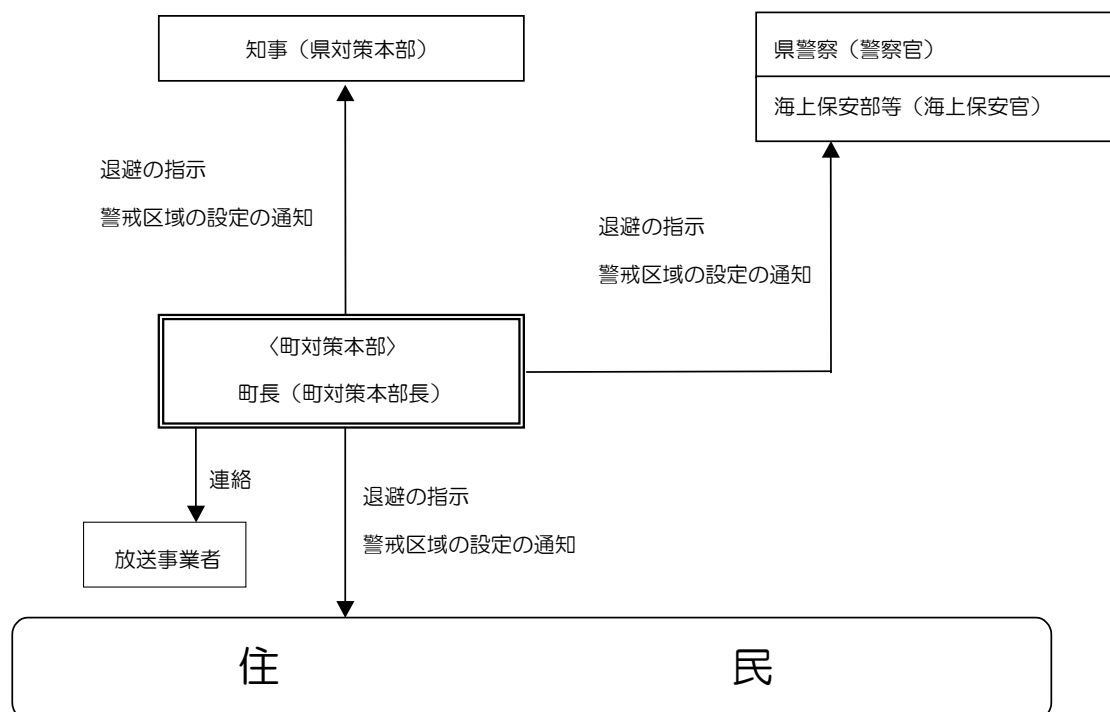 知事（県対策本部）
県警察（警察官）
海上保安部等（海上保安官）
退避の指示
警戒区域の設定の通知
退避の指示
警戒区域の設定の通知
〈町対策本部〉
町長（町対策本部長）
連絡
退避の指示
警戒区域の設定の通知
放送事業者
住 民